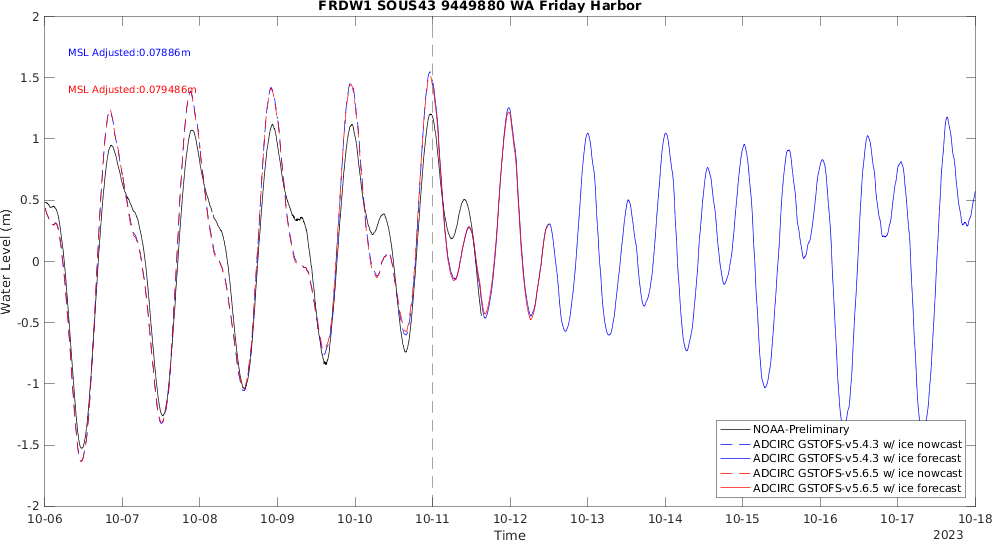 FRDW1 SOUS43 9449880 WA Friday Harbor
MSL Adjusted:0.07886m
MSL Adjusted:0.079486m
Water Level (m)
2
1.5
1
0.5
0
-0.5
-1
-1.5
-2
NOAA-Preliminary
ADCIRC GSTOFS-v5.4.3 w/ ice nowcast
ADCIRC GSTOFS-v5.4.3 w/ ice forecast
ADCIRC GSTOFS-v5.6.5 w/ ice nowcast
ADCIRC GSTOFS-v5.6.5 w/ ice forecast
10-06 10-07 10-08 10-09 10-10 10-11 10-12 10-13 10-14 10-15 10-16 10-17 10-18
Time
2023